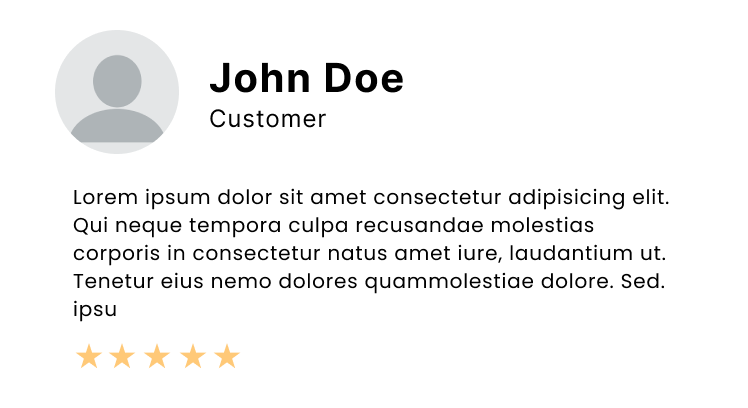 John Doe
Customer
Lorem ipsum dolor sit amet consectetur adipisicing elit.
Qui neque tempora culpa recusandae molestias
corporis in consectetur natus amet iure, laudantium ut.
Tenetur eius nemo dolores quammolestiae dolore. Sed.
ipsu